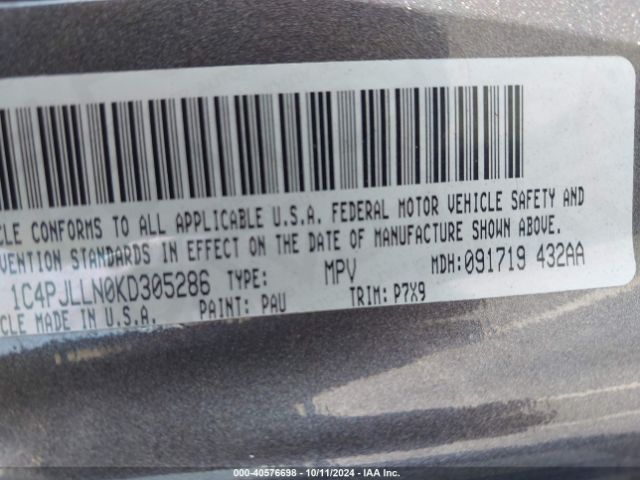 CLE CONFORMS TO ALL APPLICABLE U.S.A. FEDERAL MOTOR VEHICLE SAFETY AND
VENTION STANDARDS IN EFFECT ON THE DATE OF MANUFACTURE SHOWN ABOVE.
1C4PJLLN0KD305286 TYPE: MPV MDH:091719 432AA
CLE MADE IN U.S.A. PAINT: PAU TRIM: P7X9
000-40576698 - 10/11/2024 - IAA Inc.